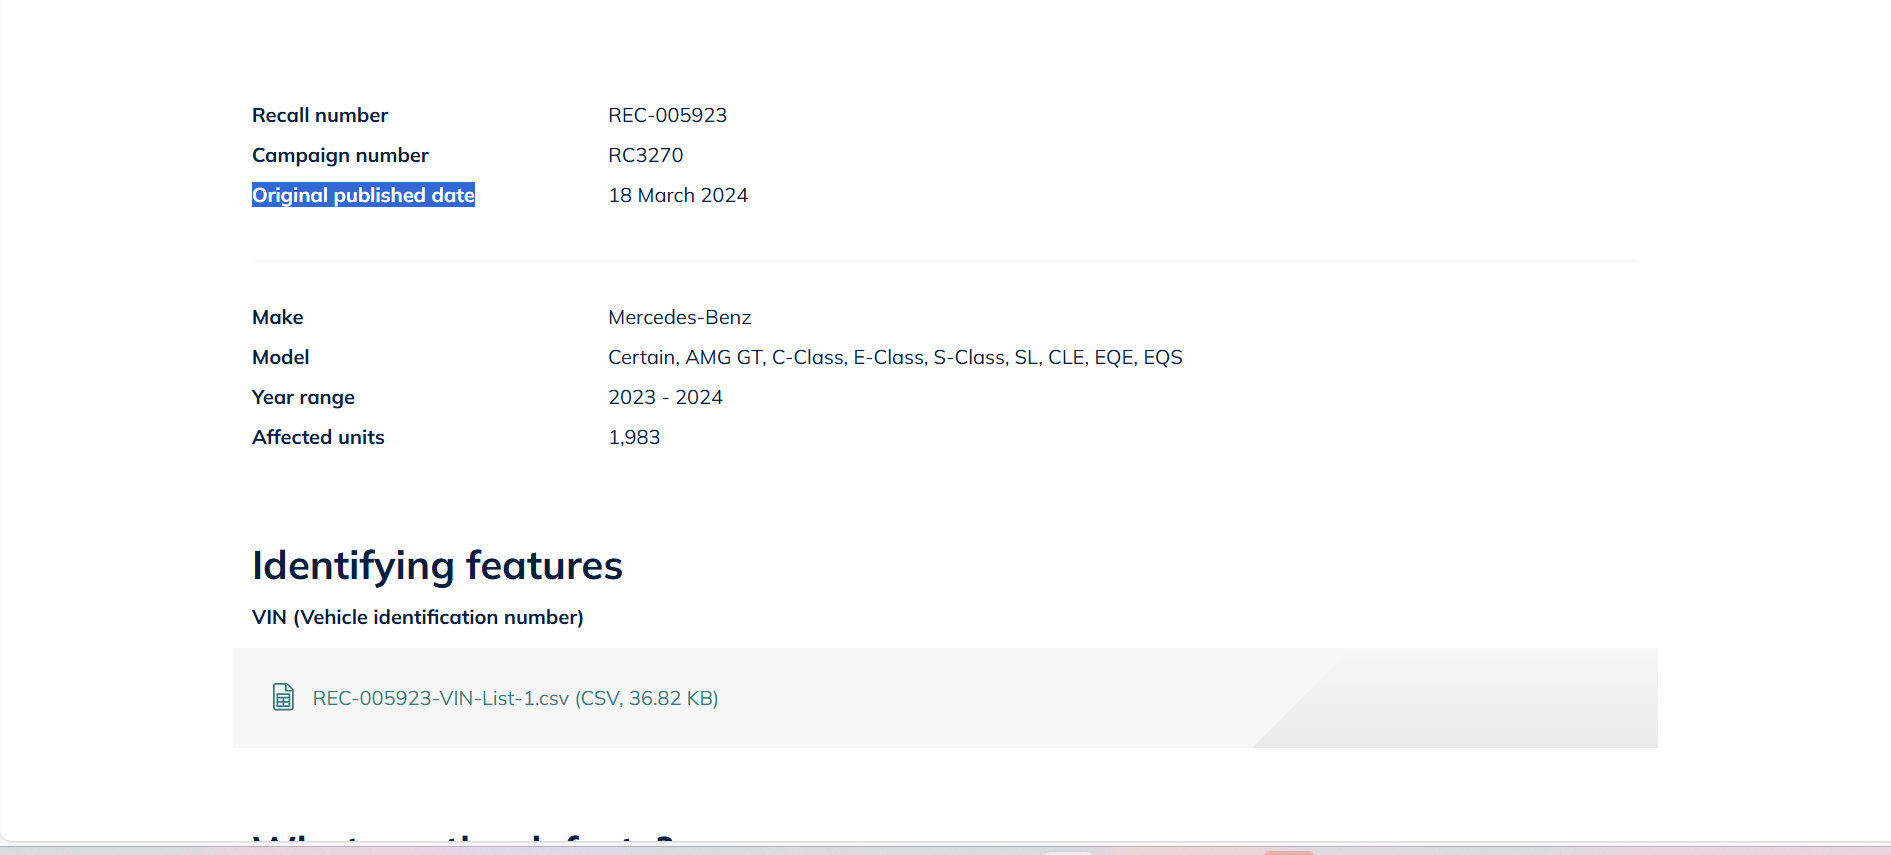 Recall number REC-005923
Campaign number RC3270
Original published date 18 March 2024
Make Mercedes-Benz
Model Certain, AMG GT, C-Class, E-Class, S-Class, SL, CLE, EQE, EQS
Year range 2023 - 2024
Affected units 1,983
Identifying features
VIN (Vehicle identification number)
REC-005923-VIN-List-1.csv (CSV, 36.82 KB)